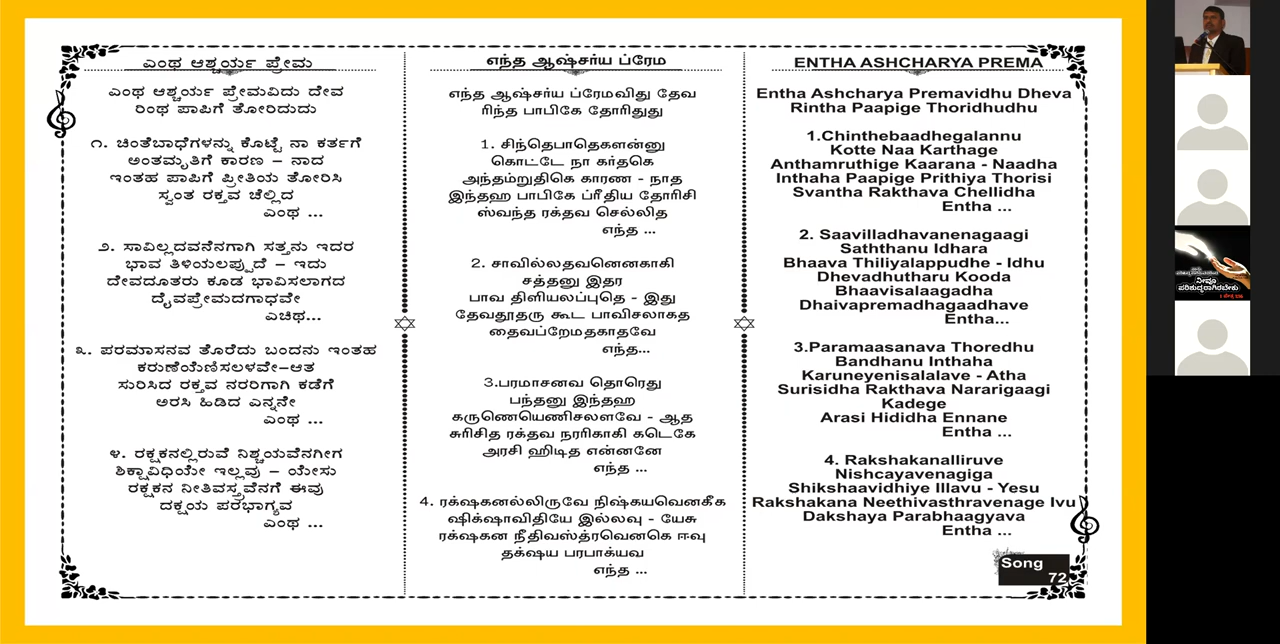 ಎಂಥ ಆಶ್ಚರ್ಯ ಪ್ರೇಮ
ಎಂಥ ಆಶ್ಚರ್ಯ ಪ್ರೇಮವಿದು ದೇವ
ರಿಂಥ ಪಾಪಿಗೆ ತೋರಿದುದು
೧. ಚಿಂತೆಬಾಧೆಗಳನ್ನು ಕೊಟ್ಟೆ ನಾ ಕರ್ತಗೆ
ಅಂತಮೃತಿಗೆ ಕಾರಣ – ನಾದ
ಇಂತಹ ಪಾಪಿಗೆ ಪ್ರೀತಿಯ ತೋರಿಸಿ
ಸ್ವಂತ ರಕ್ತವ ಚೆಲ್ಲಿದ
ಎಂಥ ...
೨. ಸಾವಿಲ್ಲದವನೆನಗಾಗಿ ಸತ್ತನು ಇದರ
ಭಾವ ತಿಳಿಯಲಪ್ಪುದೆ – ಇದು
ದೇವದೂತರು ಕೂಡ ಭಾವಿಸಲಾಗದ
ದೈವಪ್ರೇಮದಗಾಧವೇ
ಎಚಿಥ...
೩. ಪರಮಾಸನವ ತೊರೆದು ಬಂದನು ಇಂತಹ
ಕರುಣೆಯೆಣಿಸಲಳವೇ–ಆತ
ಸುರಿಸಿದ ರಕ್ತವ ನರರಿಗಾಗಿ ಕಡೆಗೆ
ಅರಸಿ ಹಿಡಿದ ಎನ್ನನೇ
ಎಂಥ ...
೪. ರಕ್ಷಕನಲ್ಲಿರುವೆ ನಿಶ್ಚಯವೆನಗೀಗ
ಶಿಕ್ಷಾವಿಧಿಯೇ ಇಲ್ಲವು – ಯೇಸು
ರಕ್ಷಕನ ನೀತಿವಸ್ತ್ರವೆನಗೆ ಈವು
ದಕ್ಷಯ ಪರಭಾಗ್ಯವ
ಎಂಥ ...
எந்த ஆஷ்சர்ய ப்ரேம
எந்த ஆஷ்சர்ய ப்ரேமவிது தேவ
ரிந்த பாபிகே தோரிதுது
1. சிந்தெபாதெகளன்னு
கொட்டே நா கர்தகெ
அந்தம்றுதிகெ காரண - நாத
இந்தஹ பாபிகே ப்ரீதிய தோரிசி
ஸ்வந்த ரக்தவ செல்லித
எந்த ...
2. சாவில்லதவனெனகாகி
சத்தனு இதர
பாவ திளியலப்புதெ - இது
தேவதூதரு கூட பாவிசலாகத
தைவப்றேமதகாதவே
எந்த...
3.பரமாசனவ தொரெது
பந்தனு இந்தஹ
கருணெயெணிசலளவே - ஆத
சுரிசித ரக்தவ நரரிகாகி கடெகே
அரசி ஹிடித என்னனே
எந்த ...
4. ரக்ஷகனல்லிருவே நிஷ்கயவெனகீக
ஷிக்ஷாவிதியே இல்லவு - யேசு
ரக்ஷகன நீதிவஸ்த்ரவெனகெ ஈவு
தக்ஷய பரபாக்யவ
எந்த ...
ENTHA ASHCHARYA PREMA
Entha Ashcharya Premavidhu Dheva
Rintha Paapige Thoridhudhu
1.Chinthebaadhegalannu
Kotte Naa Karthage
Anthamruthige Kaarana - Naadha
Inthaha Paapige Prithiya Thorisi
Svantha Rakthava Chellidha
Entha ...
2. Saavilladhavanenagaagi
Saththanu Idhara
Bhaava Thiliyalappudhe - Idhu
Dhevadhutharu Kooda
Bhaavisalaagadha
Dhaivapremadhagaadhave
Entha...
3.Paramaasanava Thoredhu
Bandhanu Inthaha
Karuneyenisalalave - Atha
Surisidha Rakthava Nararigaagi
Kadege
Arasi Hididha Ennane
Entha ...
4. Rakshakanalliruve
Nishcayavenagiga
Shikshaavidhiye Illavu - Yesu
Rakshakana Neethivasthravenage Ivu
Dakshaya Parabhaagyava
Entha ...
Song
72
ನೀವೂ
ಪರಿಶುದ್ಧರಾಗಿರಬೇಕು